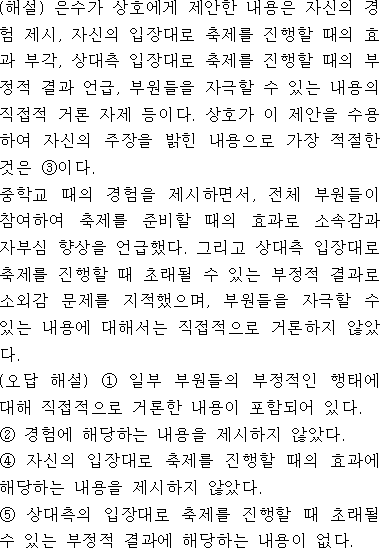 (해설) 은수가 상호에게 제안한 내용은 자신의 경
험 제시, 자신의 입장대로 축제를 진행할 때의 효
과 부각, 상대측 입장대로 축제를 진행할 때의 부
정적 결과 언급, 부원들을 자극할 수 있는 내용의
직접적 거론 자제 등이다. 상호가 이 제안을 수용
하여 자신의 주장을 밝힌 내용으로 가장 적절한
것은 ③이다.
중학교 때의 경험을 제시하면서, 전체 부원들이
참여하여 축제를 준비할 때의 효과로 소속감과
자부심 향상을 언급했다. 그리고 상대측 입장대로
축제를 진행할 때 초래될 수 있는 부정적 결과로
소외감 문제를 지적했으며, 부원들을 자극할 수
있는 내용에 대해서는 직접적으로 거론하지 않았
다.
(오답 해설) ① 일부 부원들의 부정적인 행태에
대해 직접적으로 거론한 내용이 포함되어 있다.
② 경험에 해당하는 내용을 제시하지 않았다.
④ 자신의 입장대로 축제를 진행할 때의 효과에
해당하는 내용을 제시하지 않았다.
⑤ 상대측의 입장대로 축제를 진행할 때 초래될
수 있는 부정적 결과에 해당하는 내용이 없다.